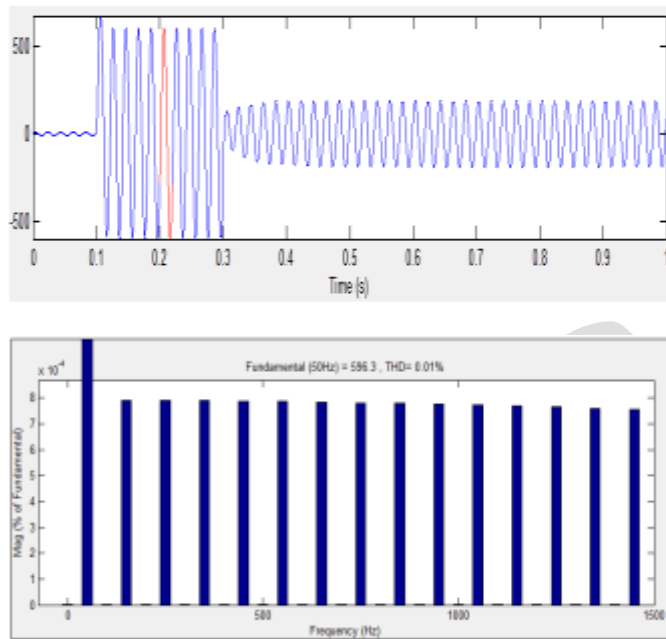 500
0
-500
0 0.1 0.2 0.3 0.4 0.5 0.6 0.7 0.8 0.9 1
Time (s)
Fundamental (50Hz) = 596.3 , THD= 0.01%
x 10⁻⁴
8
7
6
5
4
3
2
1
0
Mag (% of Fundamental)
0 500 1000 1500
Frequency (Hz)